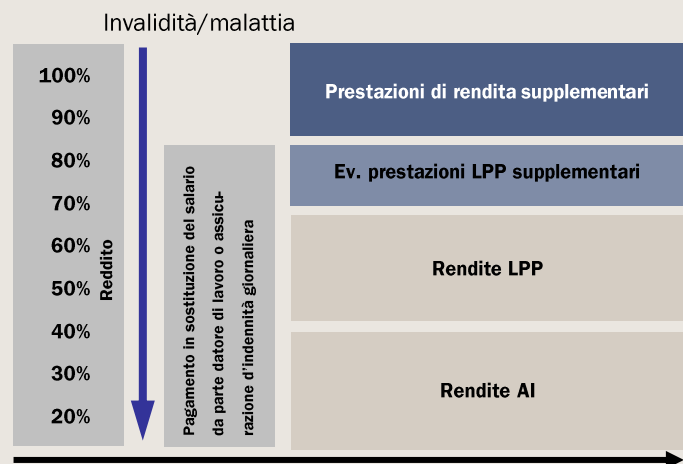 Invalidità/malattia
100%
90%
80%
70%
60%
50%
40%
30%
20%
Reddito
Pagamento in sostituzione del salario
da parte datore di lavoro o assicu-
razione d'indennità giornaliera
Prestazioni di rendita supplementari
Ev. prestazioni LPP supplementari
Rendite LPP
Rendite AI